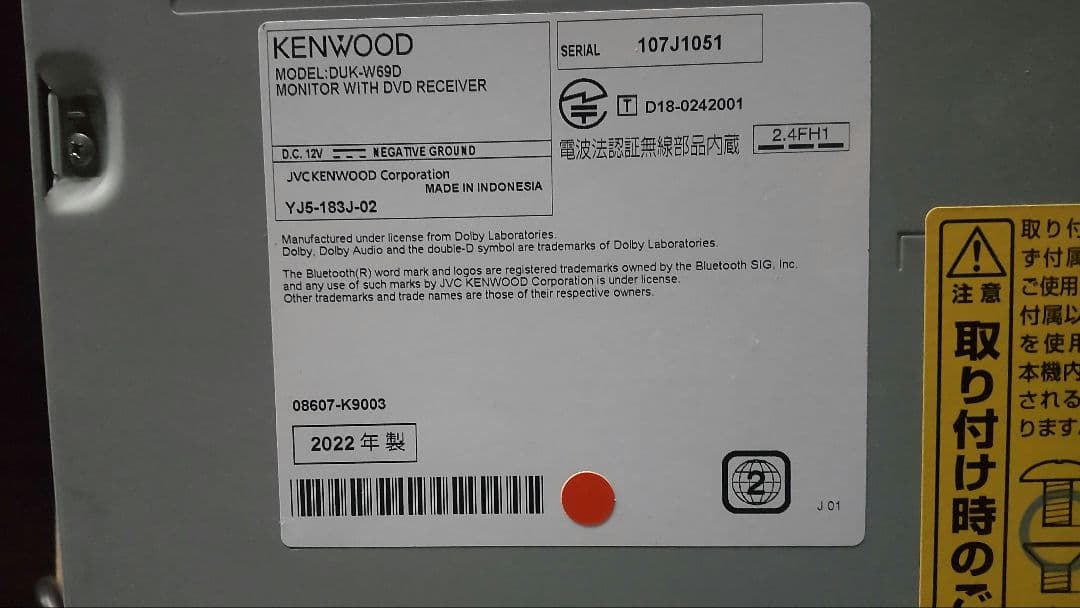 KENWOOD
MODEL:DUK-W69D
MONITOR WITH DVD RECEIVER
D.C. 12V NEGATIVE GROUND
JVCKENWOOD Corporation
MADE IN INDONESIA
YJ5-183J-02
SERIAL 107J1051
T D18-0242001
電波法認証無線部品内蔵 2.4FH1
Manufactured under license from Dolby Laboratories.
Dolby, Dolby Audio and the double-D symbol are trademarks of Dolby Laboratories.
The Bluetooth(R) word mark and logos are registered trademarks owned by the Bluetooth SIG, Inc.
and any use of such marks by JVC KENWOOD Corporation is under license.
Other trademarks and trade names are those of their respective owners.
08607-K9003
2022 年 製
2
J 01
注 意
取り付け時のご
取り付
ず付属
ご使用
付属以
を使用
本機内
される
ります